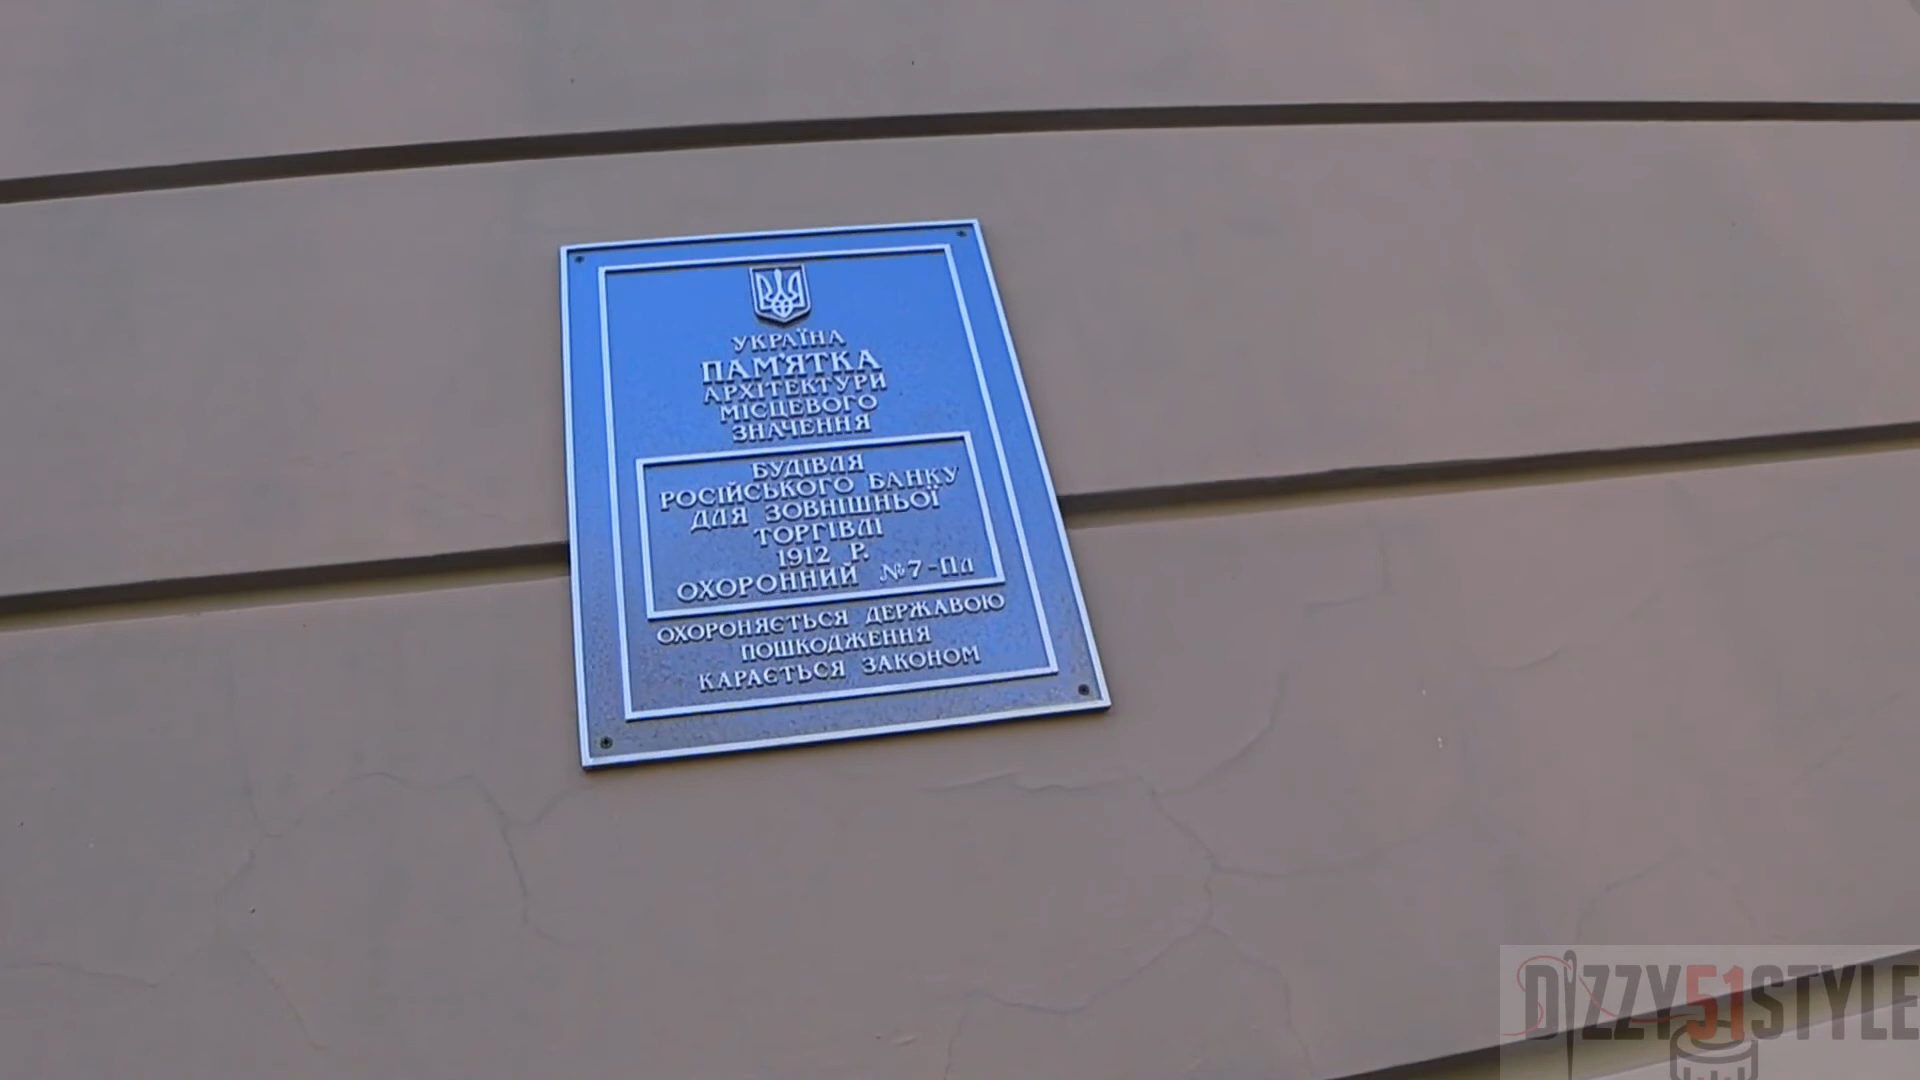 УКРАЇНА
ПАМ'ЯТКА
АРХІТЕКТУРИ
МІСЦЕВОГО
ЗНАЧЕННЯ
БУДІВЛЯ
РОСІЙСЬКОГО БАНКУ
ДЛЯ ЗОВНІШНЬОЇ
ТОРГІВЛІ
1912 Р.
ОХОРОННИЙ №7-Пл
ОХОРОНЯЄТЬСЯ ДЕРЖАВОЮ
ПОШКОДЖЕННЯ
КАРАЄТЬСЯ ЗАКОНОМ
DIZZY51STYLE